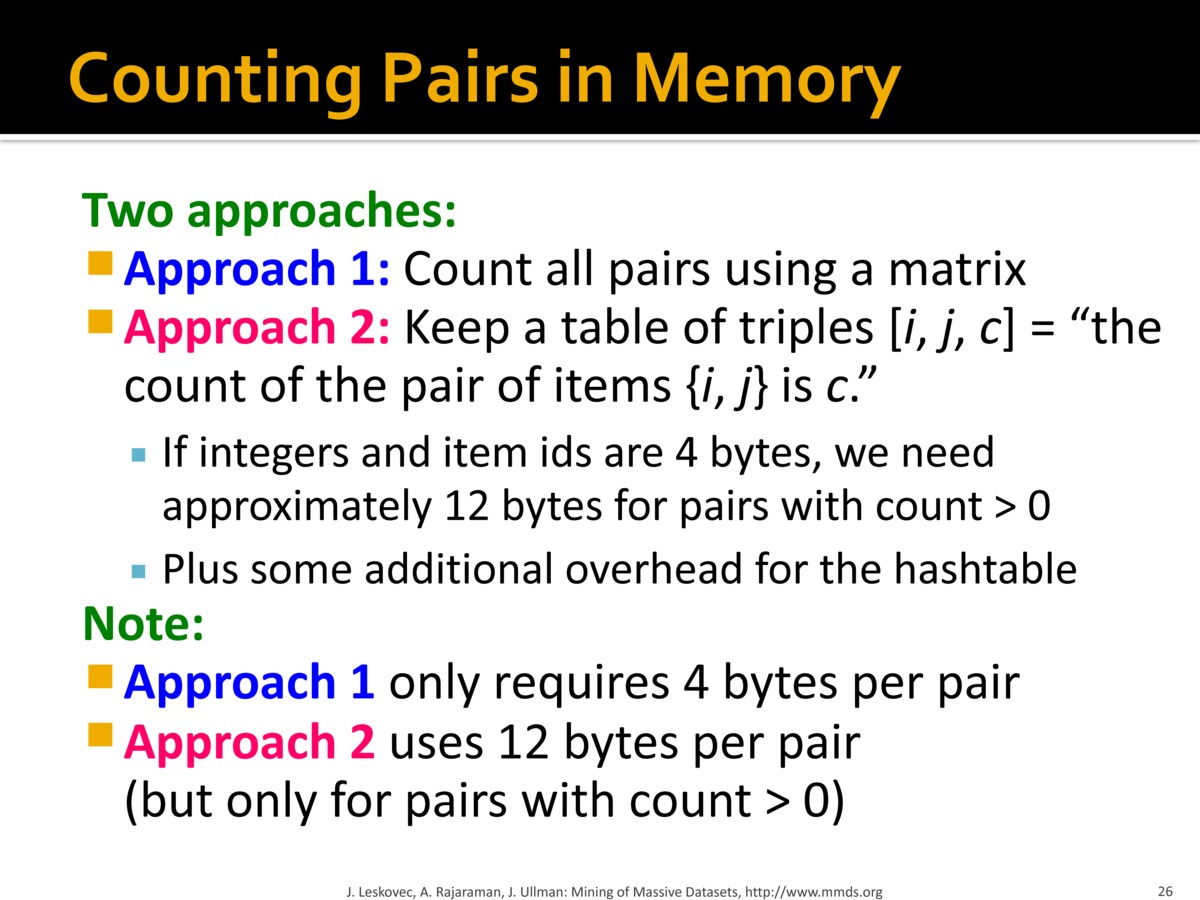 Counting Pairs in Memory
Two approaches:
Approach 1: Count all pairs using a matrix
Approach 2: Keep a table of triples [i, j, c] = “the
count of the pair of items {i, j} is c.”
If integers and item ids are 4 bytes, we need
approximately 12 bytes for pairs with count > 0
Plus some additional overhead for the hashtable
Note:
Approach 1 only requires 4 bytes per pair
Approach 2 uses 12 bytes per pair
(but only for pairs with count > 0)
J. Leskovec, A. Rajaraman, J. Ullman: Mining of Massive Datasets, http://www.mmds.org
26